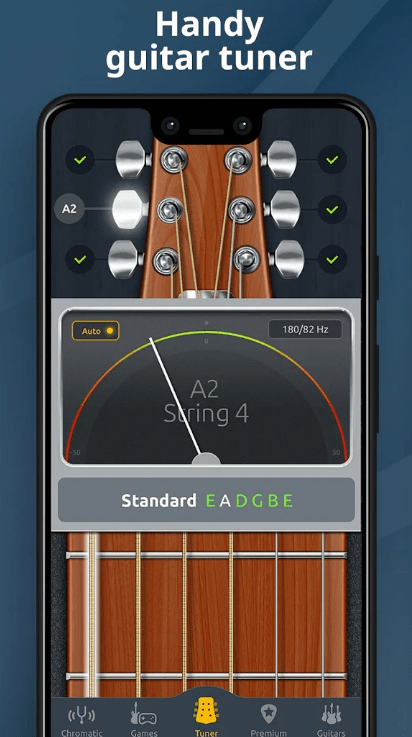 Handy
guitar tuner
A2
Auto
180/82 Hz
0
A2
String 4
-50
50
Standard E A D G B E
Chromatic
Games
Tuner
Premium
Guitars